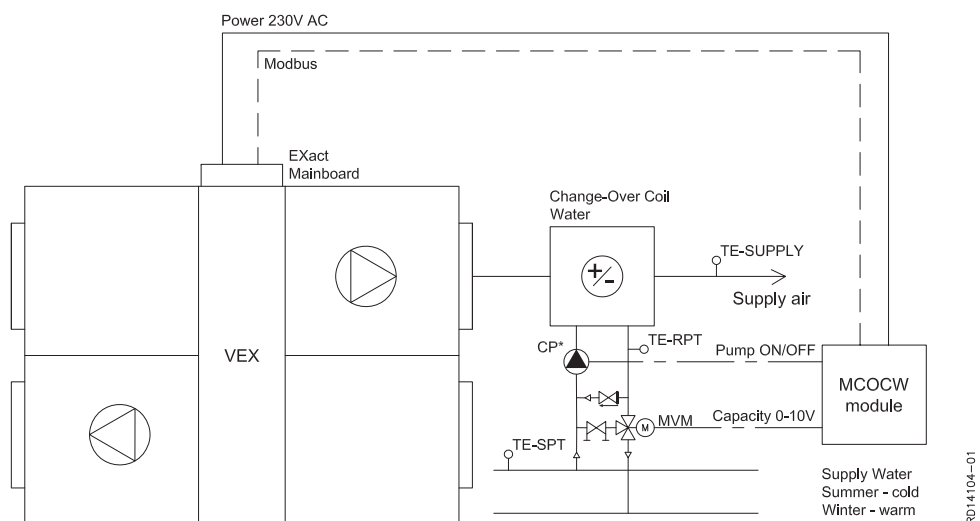 Power 230V AC
Modbus
EXact
Mainboard
Change-Over Coil
Water
TE-SUPPLY
+/-
Supply air
VEX
CP*
TE-RPT
Pump ON/OFF
MCOCW
module
M
MVM
Capacity 0-10V
TE-SPT
Supply Water
Summer - cold
Winter - warm
RD14104-01